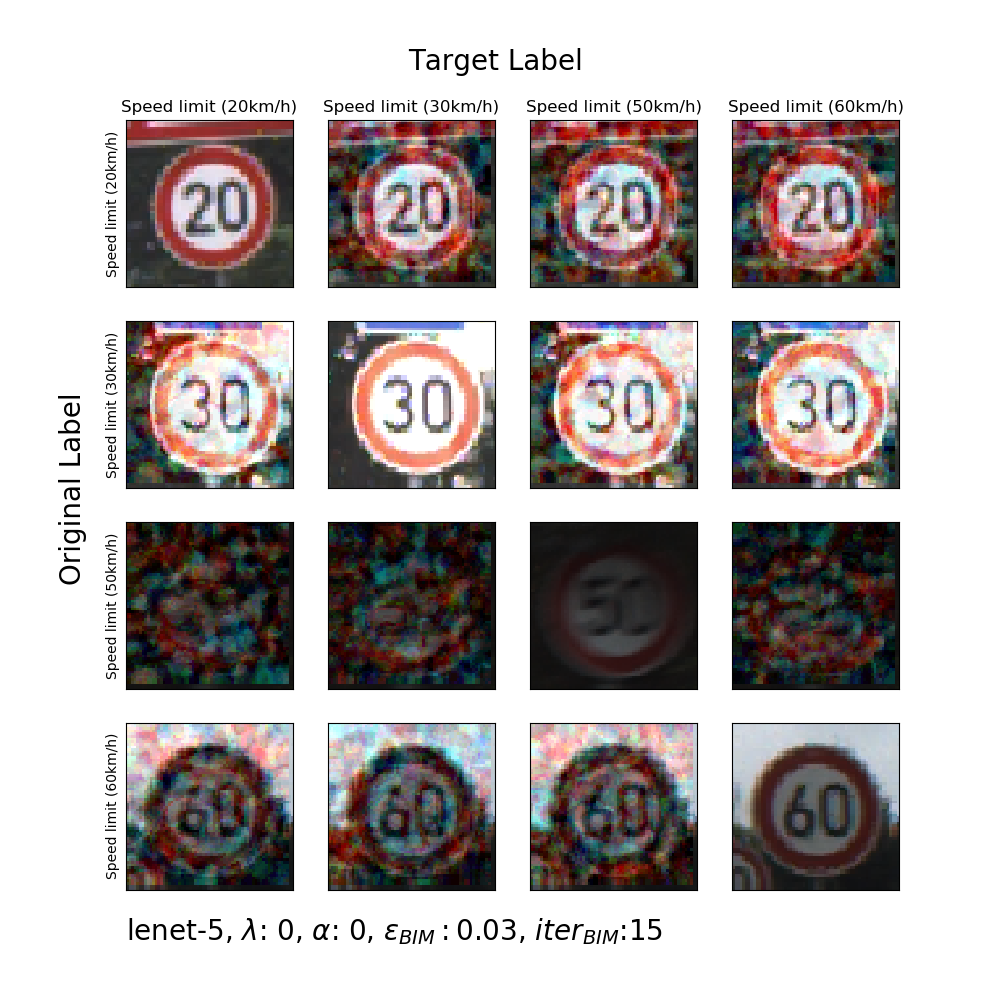 Target Label
Speed limit (20km/h) Speed limit (30km/h) Speed limit (50km/h) Speed limit (60km/h)
Original Label
Speed limit (20km/h)
20 20 20 20
Speed limit (30km/h)
30 30 30 30
Speed limit (50km/h)
50
Speed limit (60km/h)
60 60 60 60
lenet-5, λ: 0, α: 0, ε_BIM : 0.03, iter_BIM:15